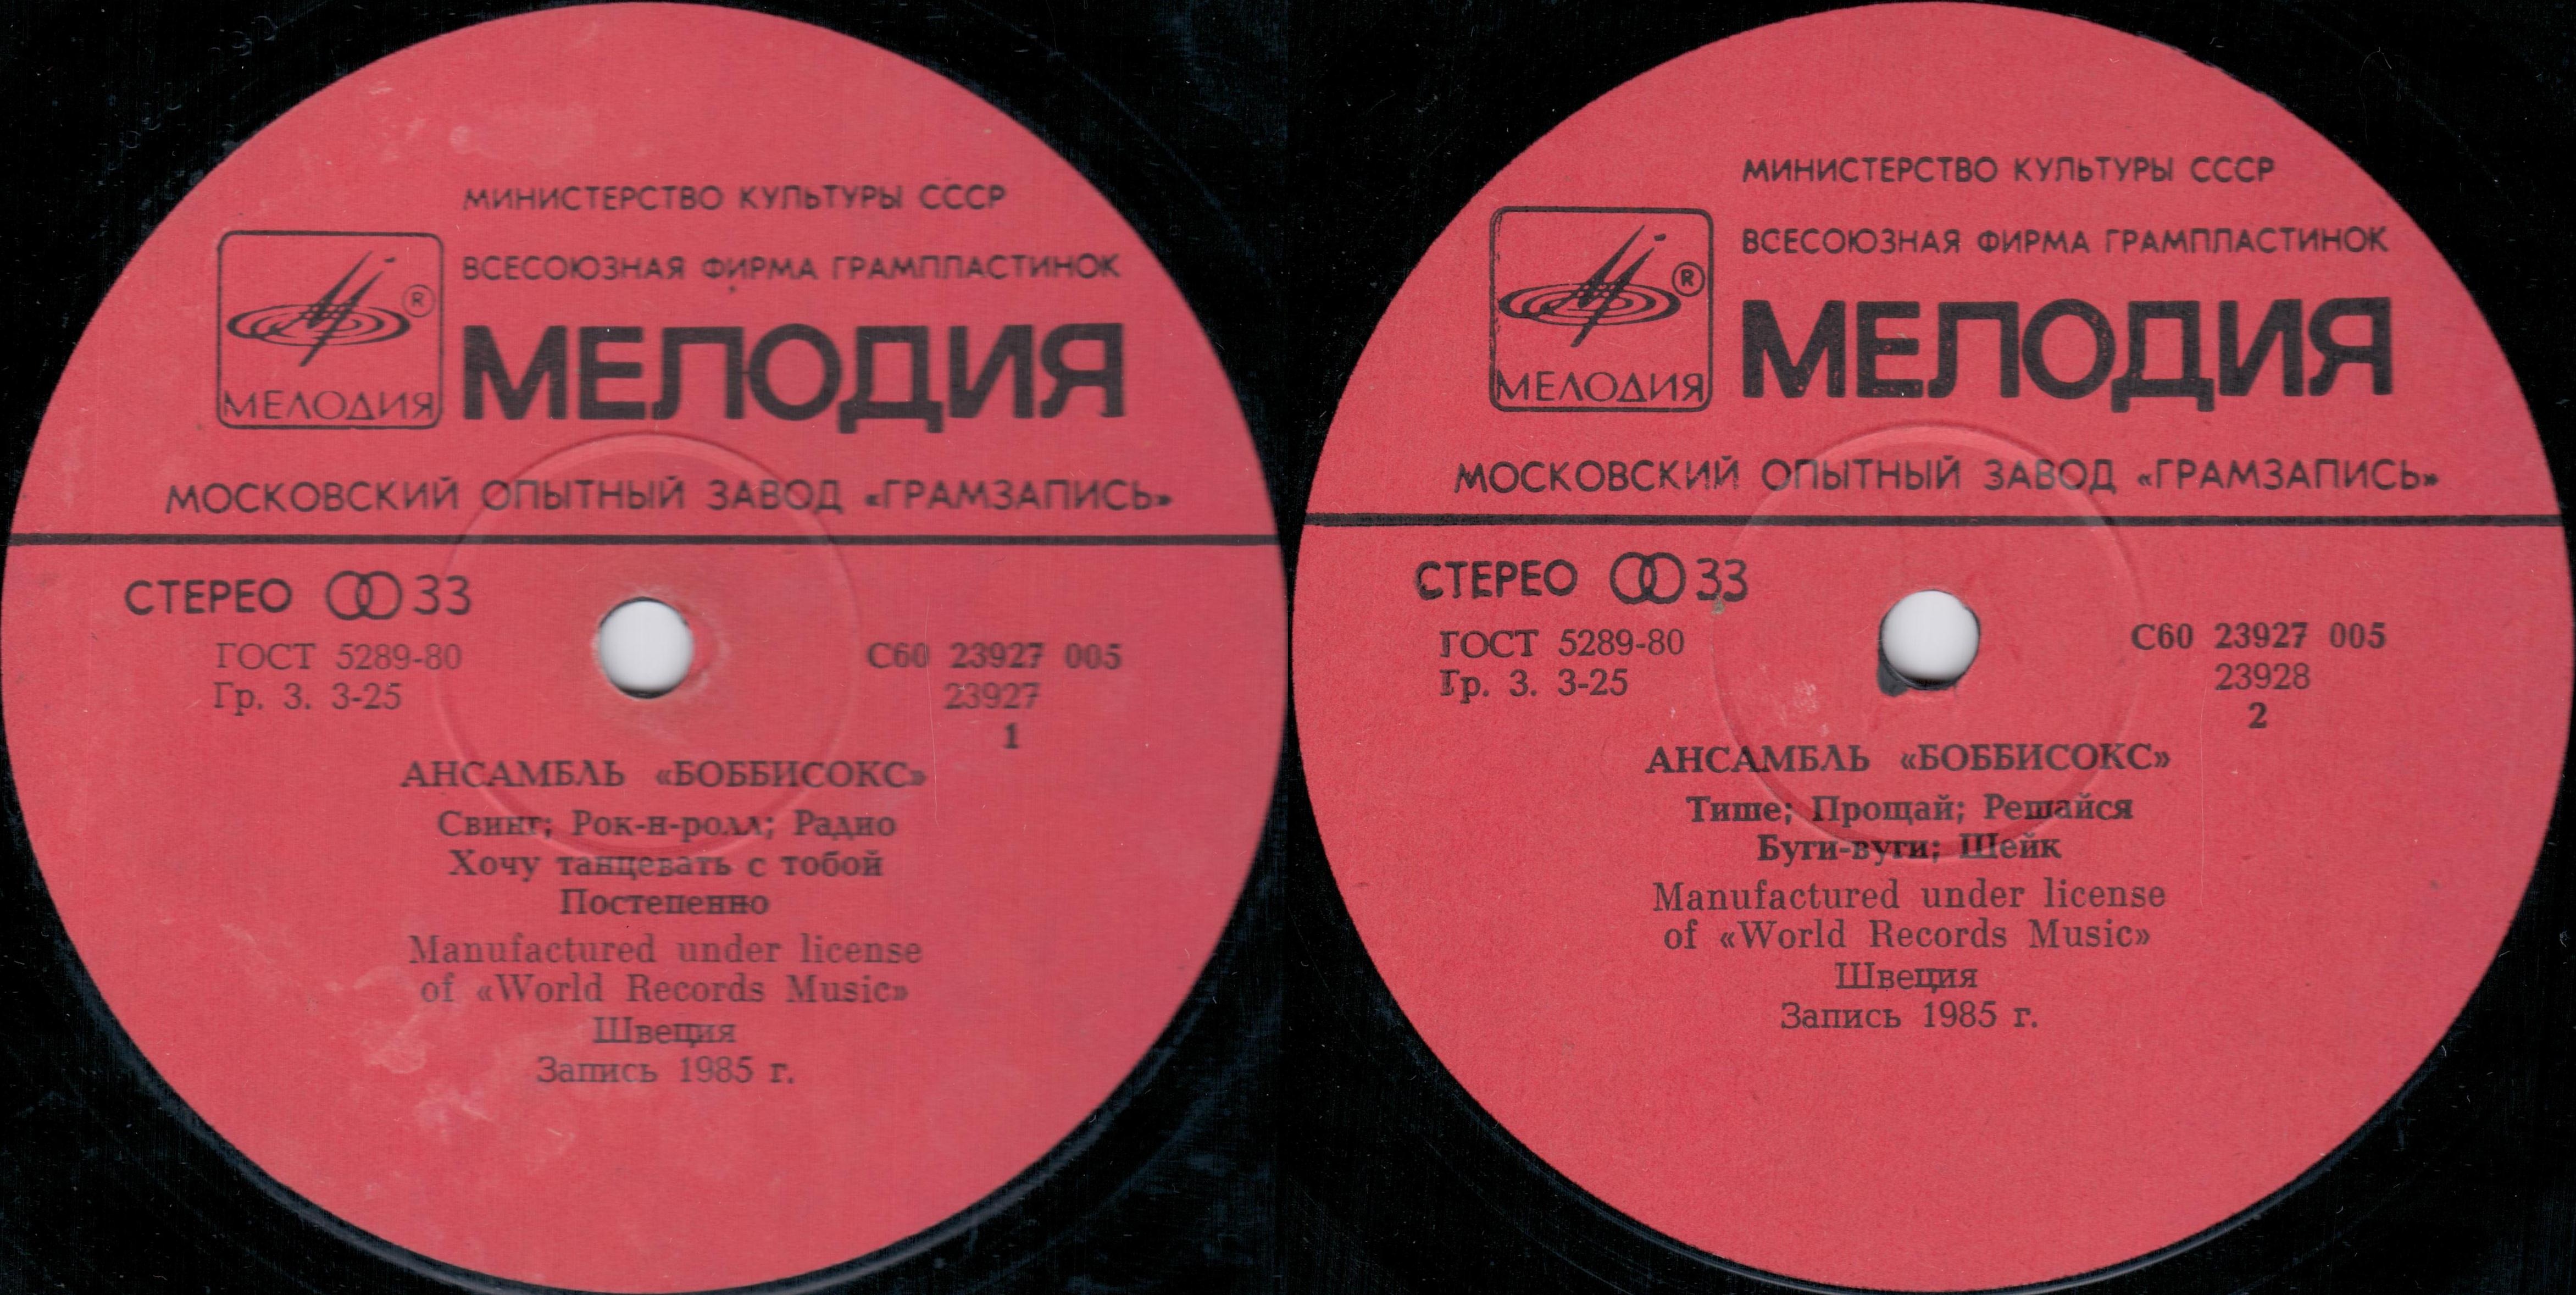 МИНИСТЕРСТВО КУЛЬТУРЫ СССР
ВСЕСОЮЗНАЯ ФИРМА ГРАМПЛАСТИНОК
®
МЕЛОДИЯ
МЕЛОДИЯ
МОСКОВСКИЙ ОПЫТНЫЙ ЗАВОД «ГРАМЗАПИСЬ»
СТЕРЕО 33
ГОСТ 5289-80
Гр. 3. 3-25
С60 23927 005
23927
1
АНСАМБЛЬ «БОББИСОКС»
Свинг; Рок-н-ролл; Радио
Хочу танцевать с тобой
Постепенно
Manufactured under license
of «World Records Music»
Швеция
Запись 1985 г.
МИНИСТЕРСТВО КУЛЬТУРЫ СССР
ВСЕСОЮЗНАЯ ФИРМА ГРАМПЛАСТИНОК
®
МЕЛОДИЯ
МЕЛОДИЯ
МОСКОВСКИЙ ОПЫТНЫЙ ЗАВОД «ГРАМЗАПИСЬ»
СТЕРЕО 33
ГОСТ 5289-80
Гр. 3. 3-25
С60 23927 005
23928
2
АНСАМБЛЬ «БОББИСОКС»
Тише; Прощай; Решайся
Буги-вуги; Шейк
Manufactured under license
of «World Records Music»
Швеция
Запись 1985 г.